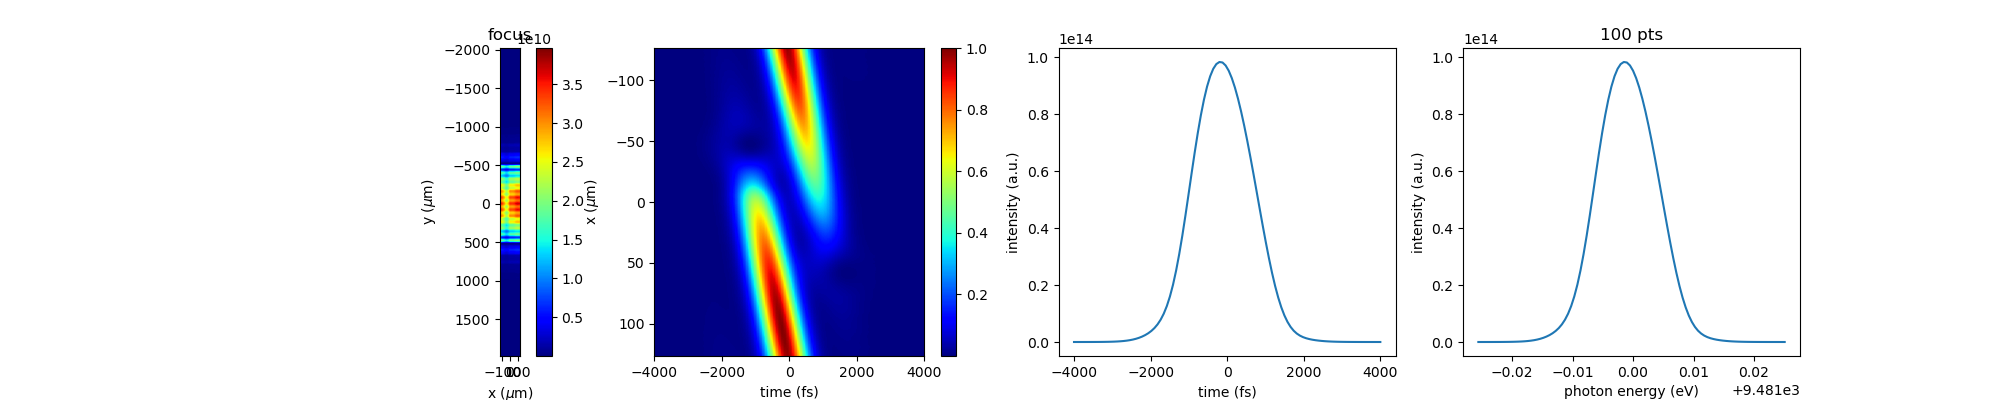 focus
1e10
−2000
−1500
−1000
−500
0
500
1000
1500
y (μm)
−100
0
100
x (μm)
3.5
3.0
2.5
2.0
1.5
1.0
0.5
x (μm)
−100
−50
0
50
100
−4000 −2000 0 2000 4000
time (fs)
1.0
0.8
0.6
0.4
0.2
1e14
intensity (a.u.)
1.0
0.8
0.6
0.4
0.2
0.0
−4000 −2000 0 2000 4000
time (fs)
100 pts
1e14
intensity (a.u.)
1.0
0.8
0.6
0.4
0.2
0.0
−0.02 −0.01 0.00 0.01 0.02
photon energy (eV)
+9.481e3